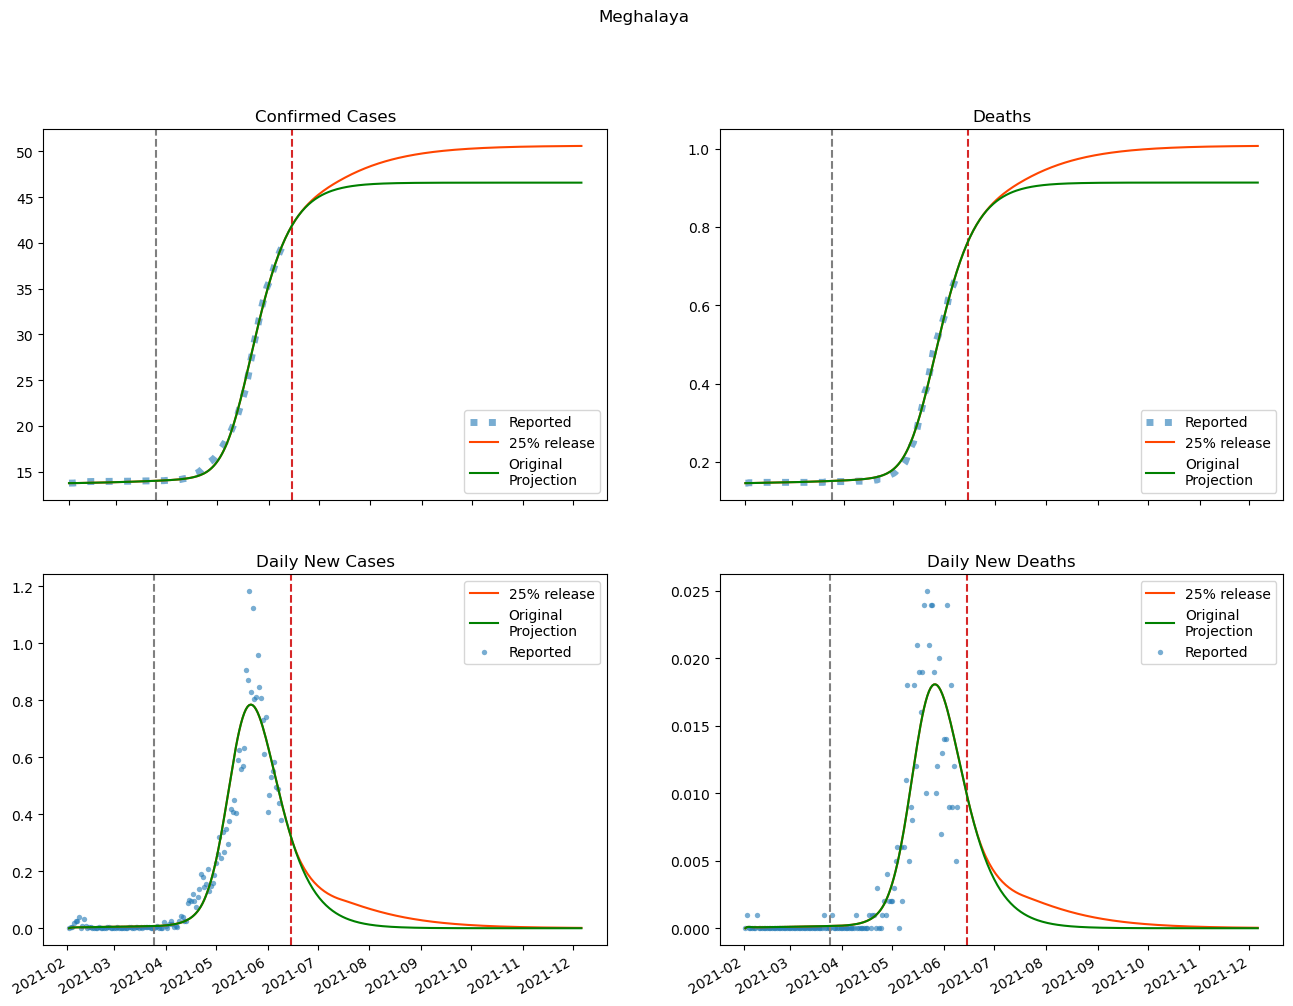 Meghalaya
Confirmed Cases
50
45
40
35
30
25
20
15
Reported
25% release
Original
Projection
Deaths
1.0
0.8
0.6
0.4
0.2
Reported
25% release
Original
Projection
Daily New Cases
1.2
1.0
0.8
0.6
0.4
0.2
0.0
25% release
Original
Projection
Reported
2021-02
2021-03
2021-04
2021-05
2021-06
2021-07
2021-08
2021-09
2021-10
2021-11
2021-12
Daily New Deaths
0.025
0.020
0.015
0.010
0.005
0.000
25% release
Original
Projection
Reported
2021-02
2021-03
2021-04
2021-05
2021-06
2021-07
2021-08
2021-09
2021-10
2021-11
2021-12